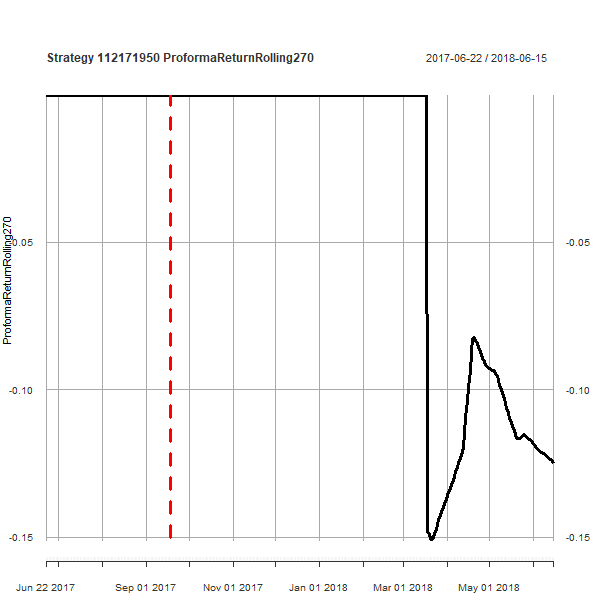 Strategy 112171950 ProformaReturnRolling270
2017-06-22 / 2018-06-15
ProformaReturnRolling270
-0.05
-0.05
-0.10
-0.10
-0.15
-0.15
Jun 22 2017
Sep 01 2017
Nov 01 2017
Jan 01 2018
Mar 01 2018
May 01 2018